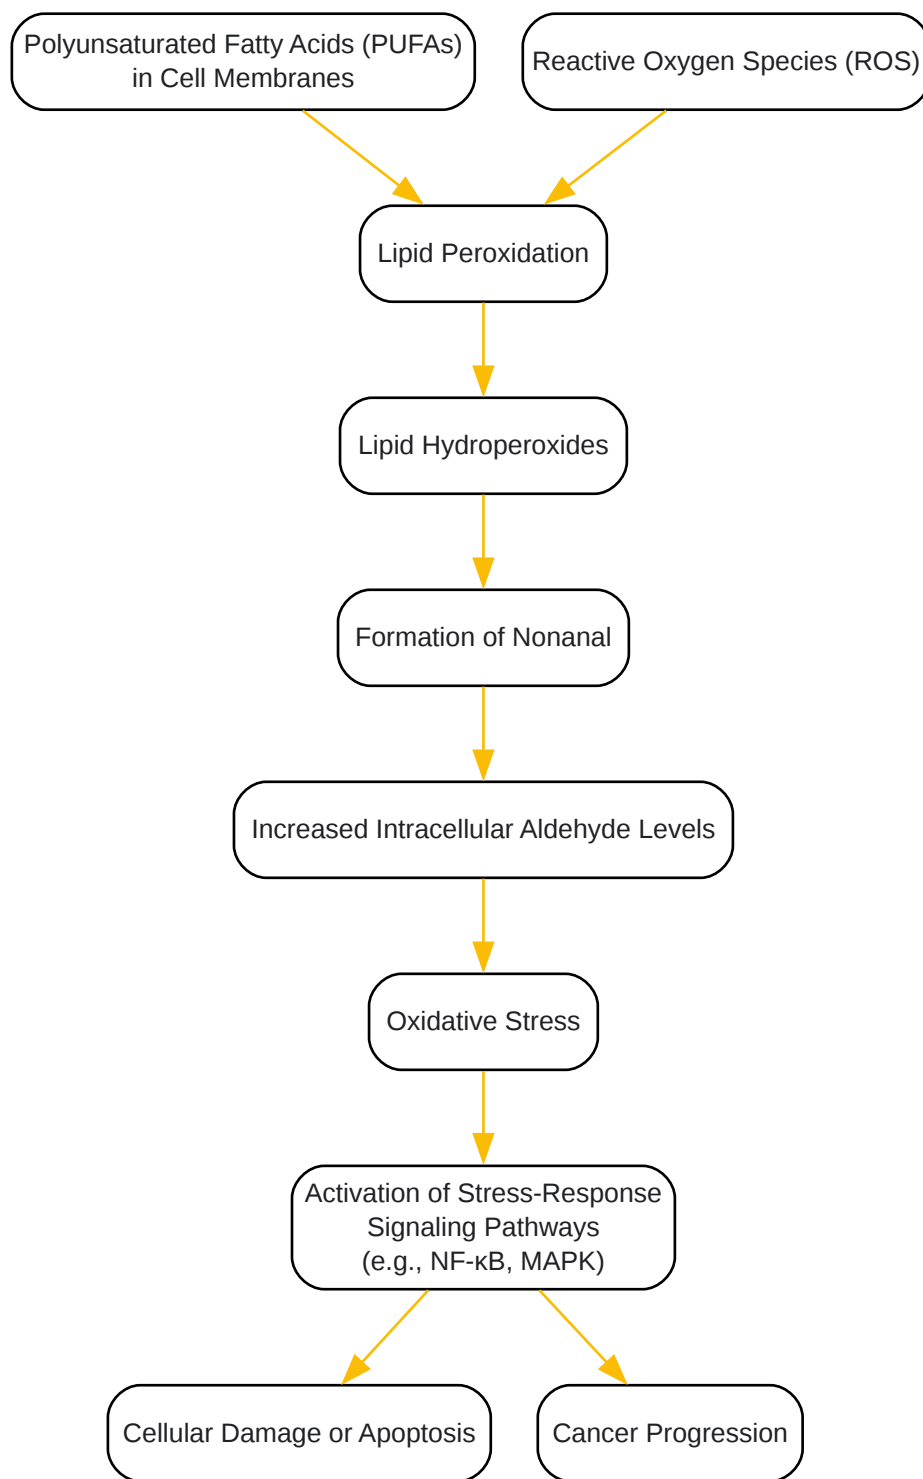 Polyunsaturated Fatty Acids (PUFAs)
in Cell Membranes
Reactive Oxygen Species (ROS)
Lipid Peroxidation
Lipid Hydroperoxides
Formation of Nonanal
Increased Intracellular Aldehyde Levels
Oxidative Stress
Activation of Stress-Response
Signaling Pathways
(e.g., NF-κB, MAPK)
Cellular Damage or Apoptosis
Cancer Progression